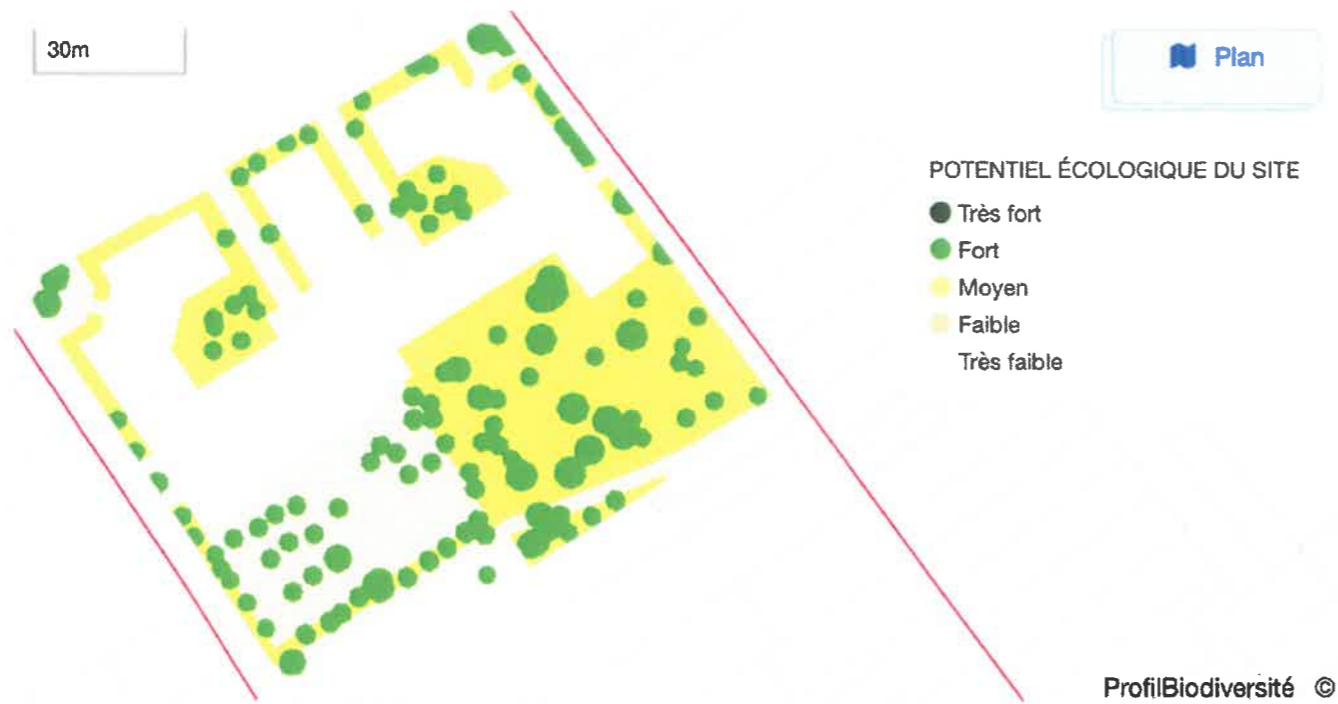 30m
Plan
POTENTIEL ÉCOLOGIQUE DU SITE
Très fort
Fort
Moyen
Faible
Très faible
ProfilBiodiversité ©